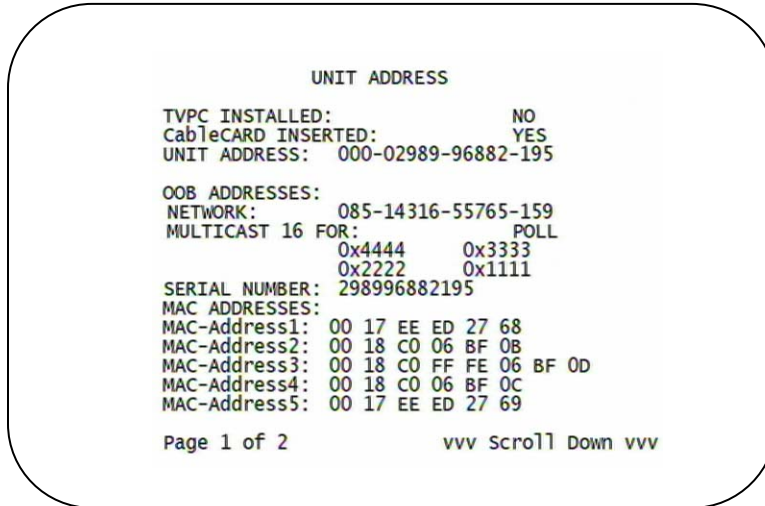 UNIT ADDRESS
TVPC INSTALLED: NO
CableCARD INSERTED: YES
UNIT ADDRESS: 000-02989-96882-195
OOB ADDRESSES:
NETWORK: 085-14316-55765-159
MULTICAST 16 FOR: POLL
0x4444 0x3333
0x2222 0x1111
SERIAL NUMBER: 298996882195
MAC ADDRESSES:
MAC-Address1: 00 17 EE ED 27 68
MAC-Address2: 00 18 C0 06 BF 0B
MAC-Address3: 00 18 C0 FF FE 06 BF 0D
MAC-Address4: 00 18 C0 06 BF 0C
MAC-Address5: 00 17 EE ED 27 69
Page 1 of 2 vvv Scroll Down vvv